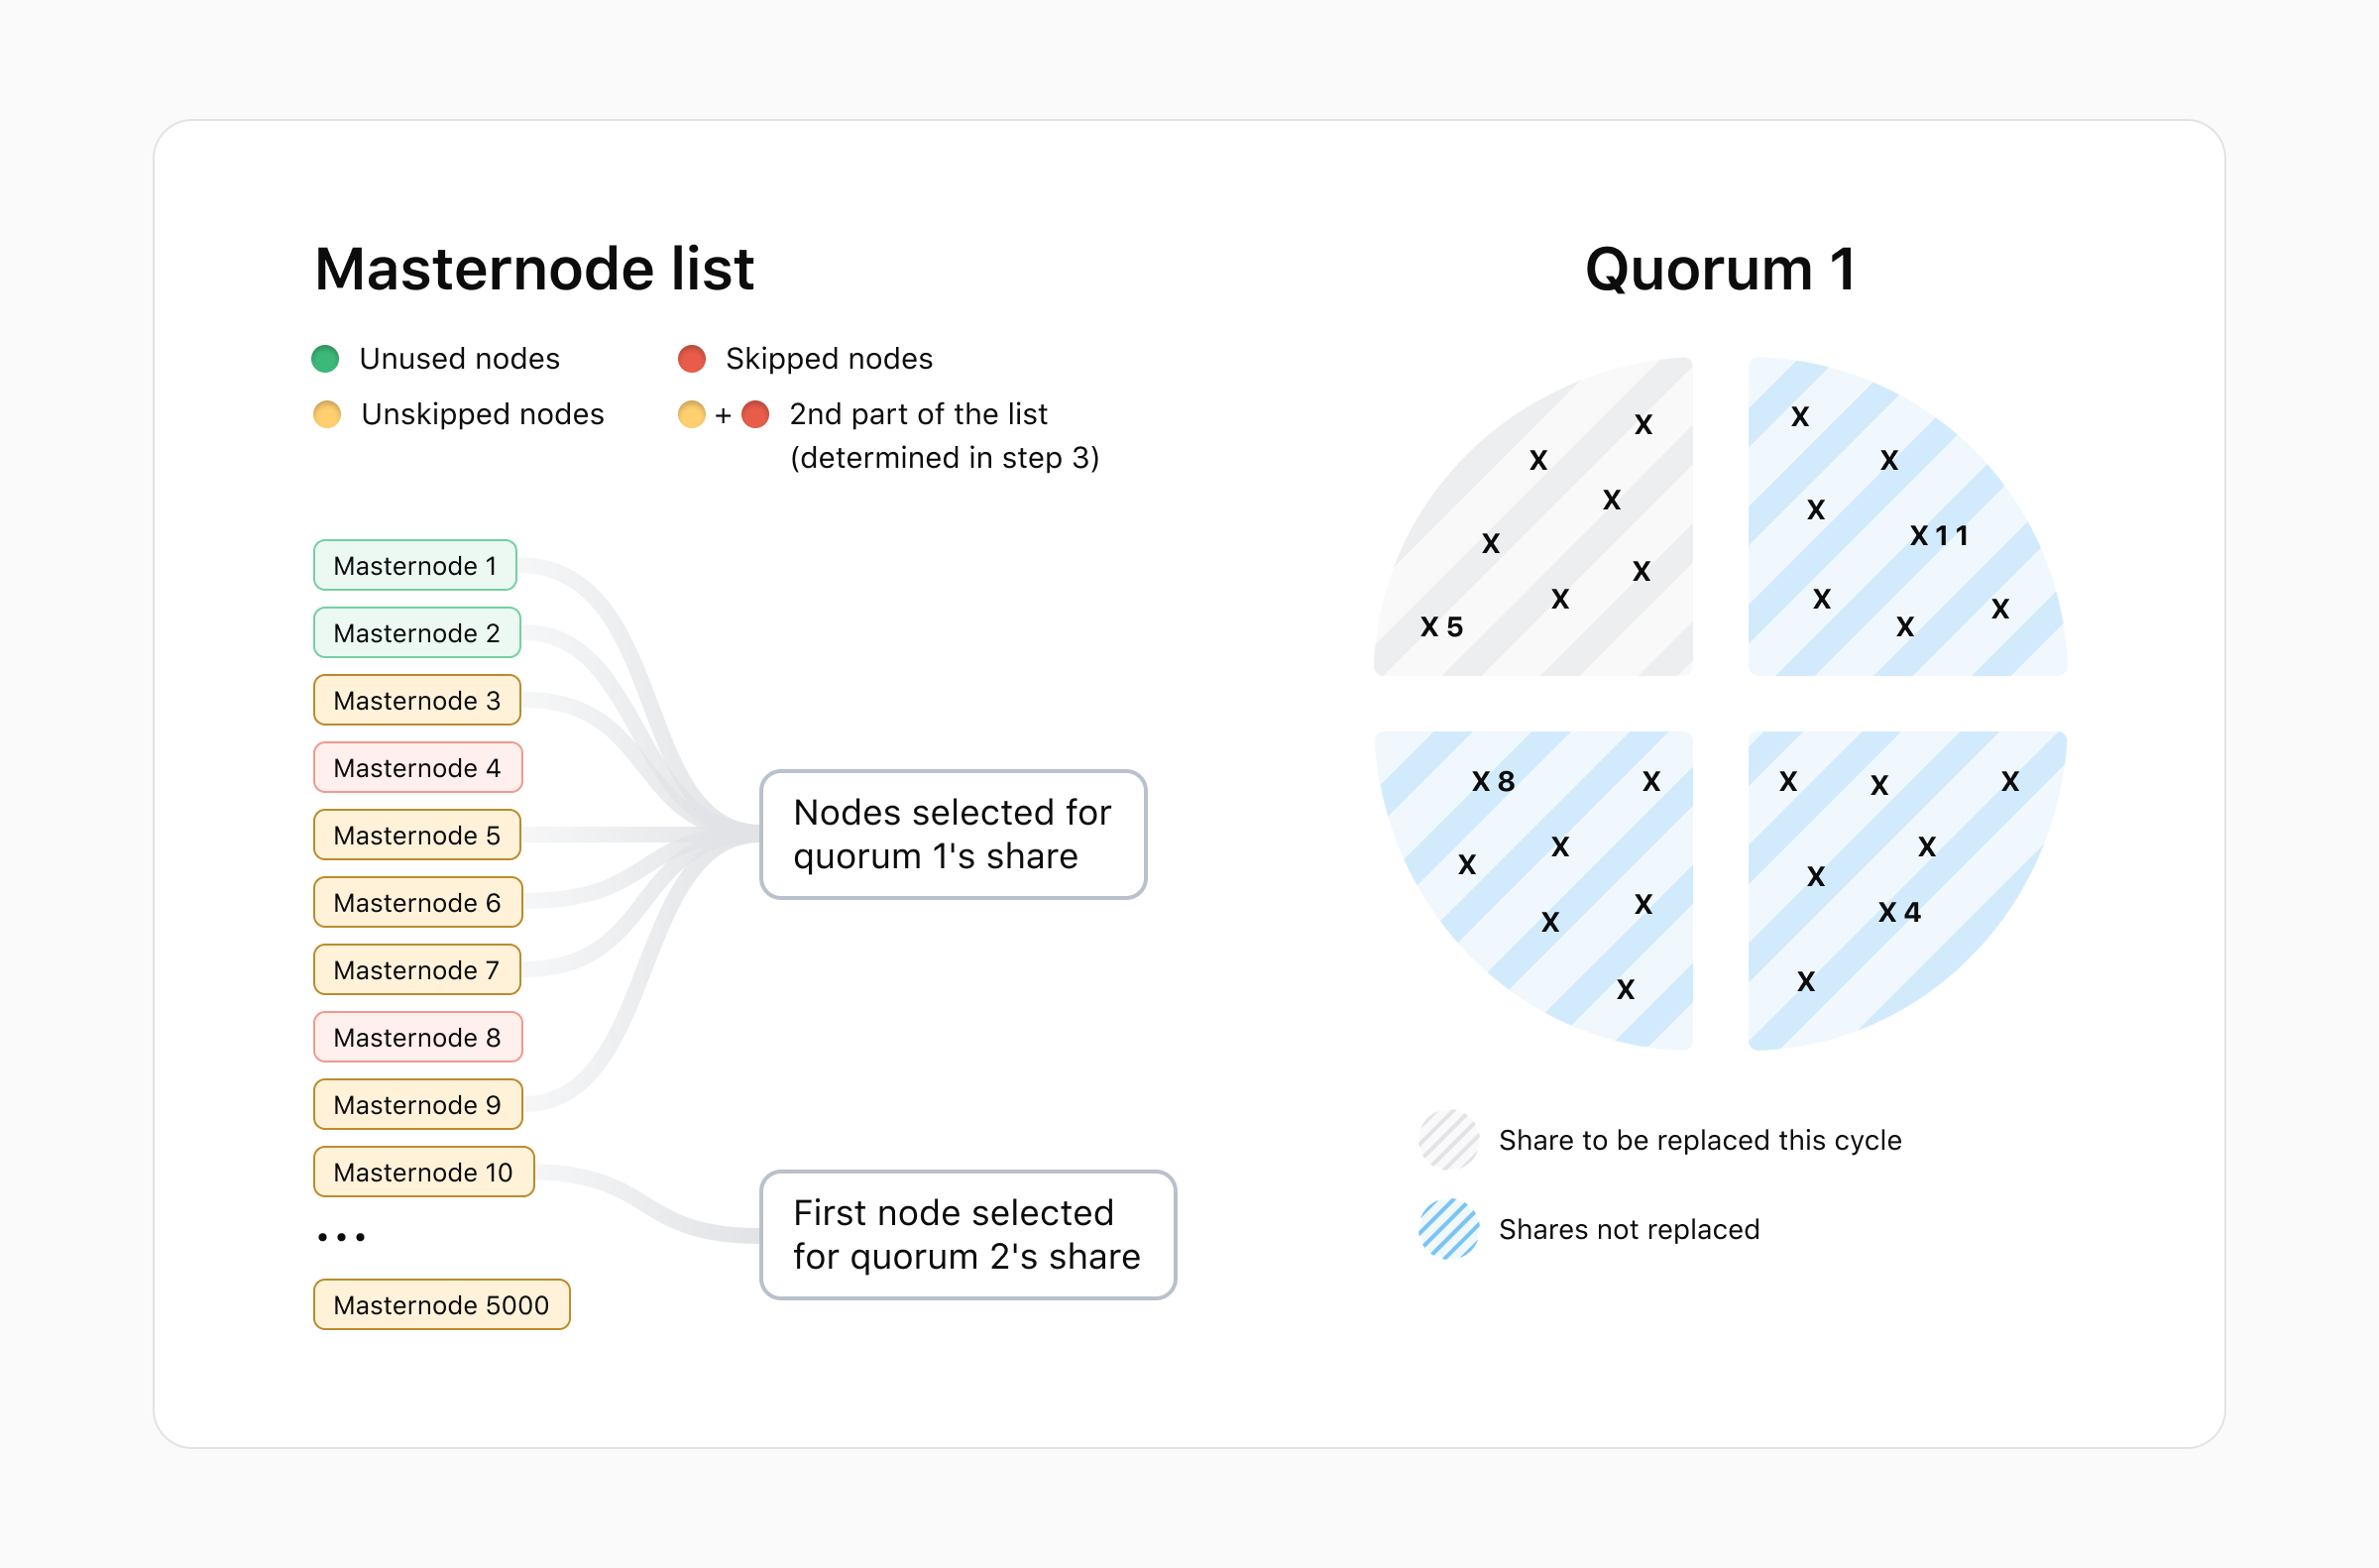 Masternode list
Unused nodes
Skipped nodes
Unskipped nodes
+
2nd part of the list
(determined in step 3)
Masternode 1
Masternode 2
Masternode 3
Masternode 4
Masternode 5
Masternode 6
Masternode 7
Masternode 8
Masternode 9
Masternode 10
...
Masternode 5000
Nodes selected for
quorum 1's share
First node selected
for quorum 2's share
Quorum 1
X
X
X
X
X
X
X 5
X
X
X
X 11
X
X
X
X 8
X
X
X
X
X
X
X
X
X
X
X
X 4
X
Share to be replaced this cycle
Shares not replaced